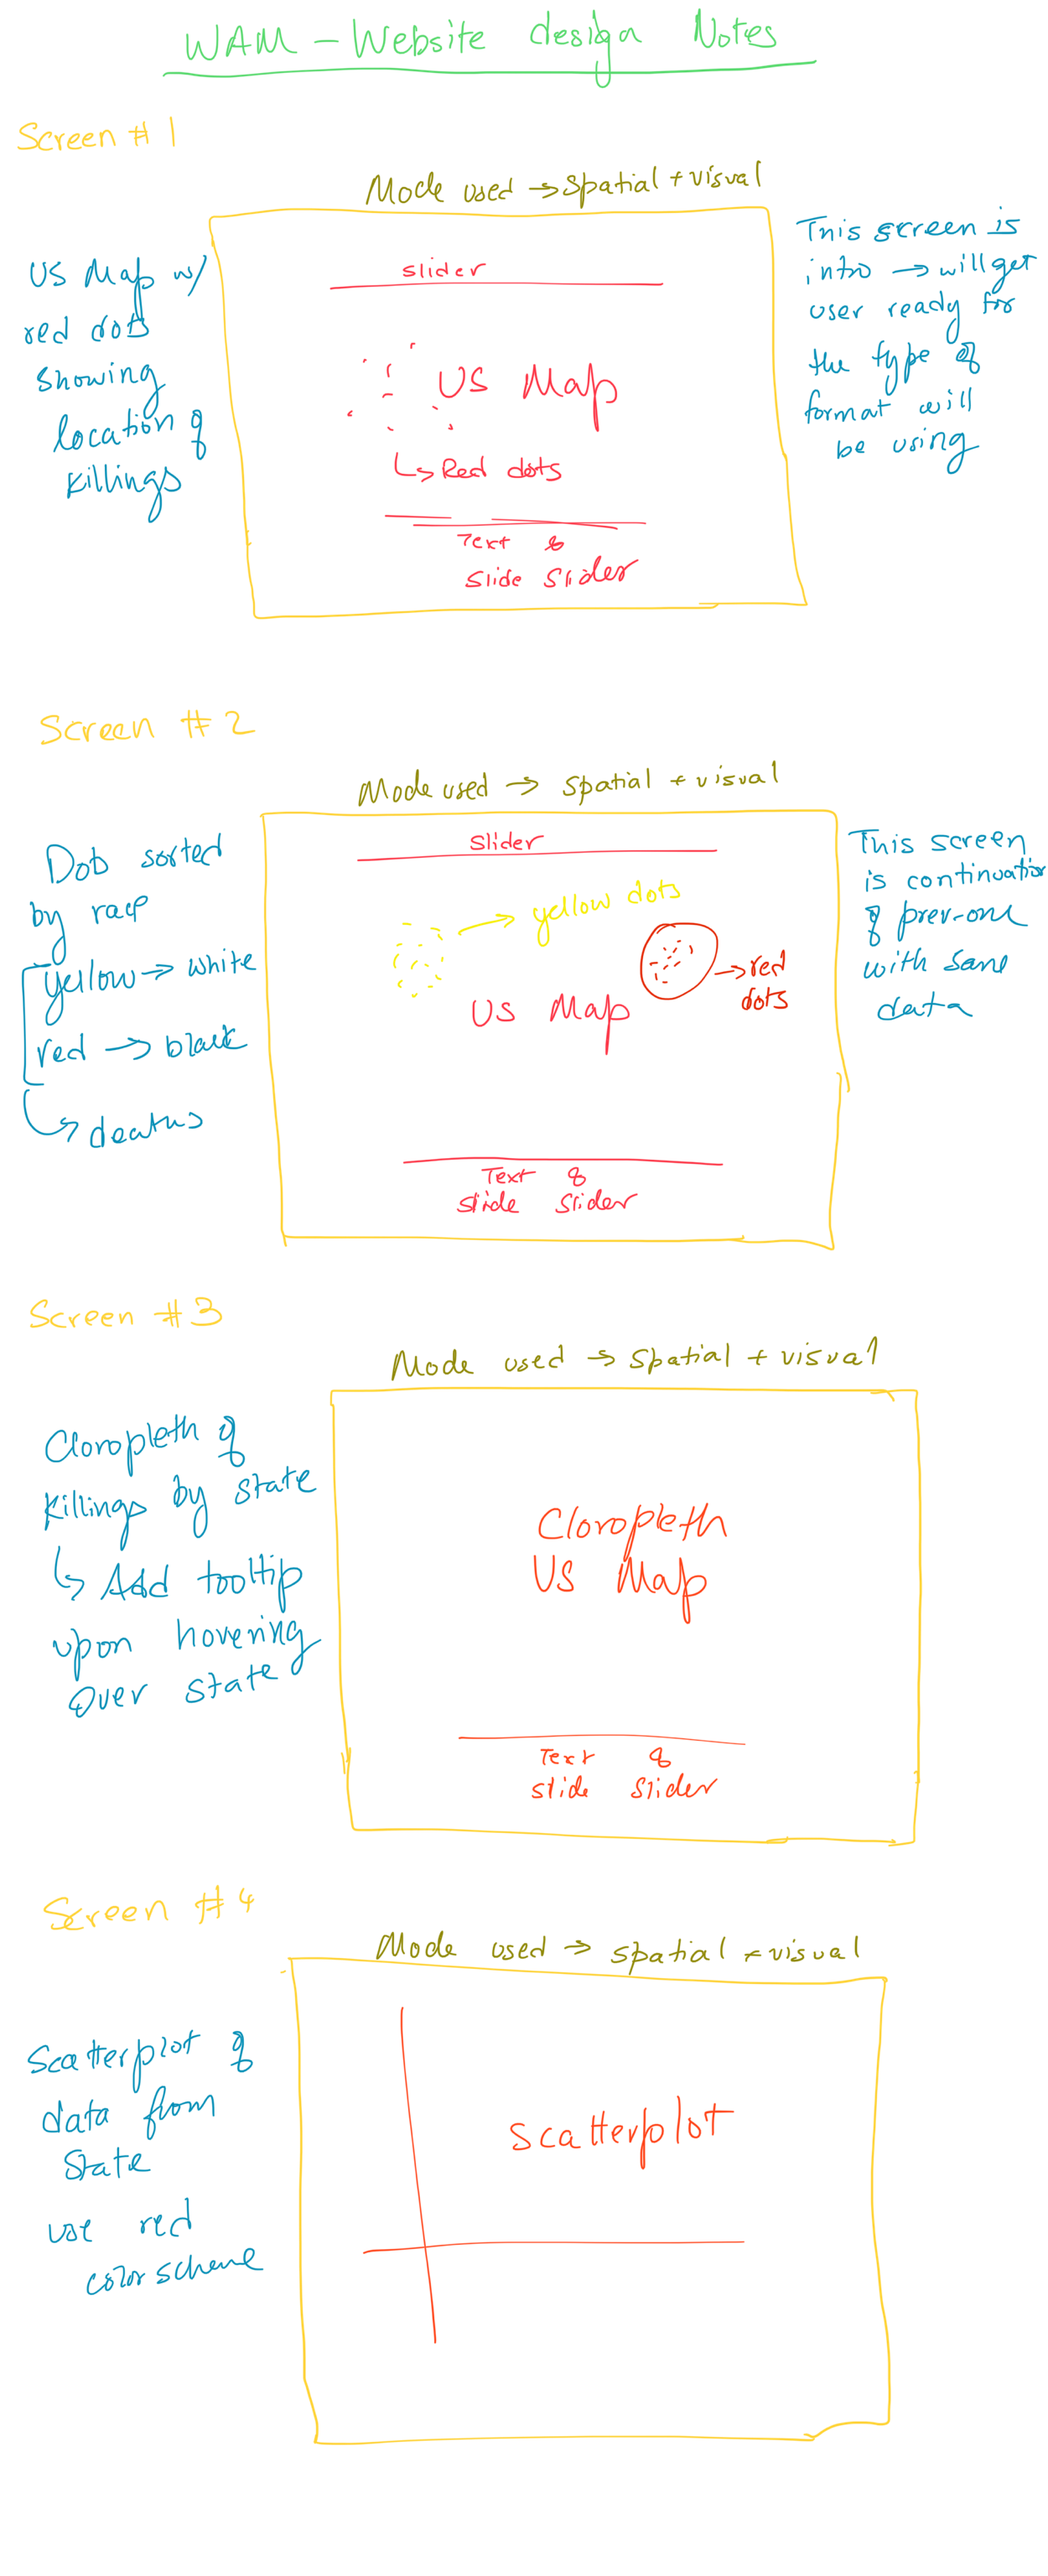 WAM - Website design Notes
Screen # 1
Mode used → spatial + visual
US Map w/
red dots
showing
location of
killings
slider
US Map
↳ Red dots
Text &
slide slider
This screen is
intro → will get
user ready for
the type of
format will
be using
Screen # 2
Mode used → spatial + visual
Dots sorted
by race
yellow → white
red → black
↳ deaths
slider
→ yellow dots
→ red
dots
US Map
Text &
slide slider
This screen
is continuation
of prev-one
with same
data
Screen # 3
Mode used → spatial + visual
Cloropleth of
killings by state
↳ Add tooltip
upon hovering
over state
Cloropleth
US Map
Text &
slide slider
Screen # 4
Mode used → spatial + visual
Scatterplot of
data from
state
use red
color scheme
scatterplot